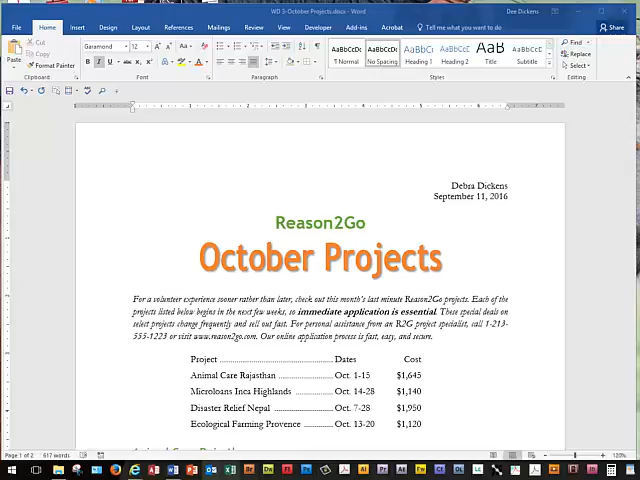 WD 3-October Projects.docx - Word
Dee Dickens
File Home Insert Design Layout References Mailings Review View Developer Add-ins Acrobat Tell me what you want to do Share
Cut
Copy
Format Painter
Paste
Garamond 12
AaBbCcDc AaBbCcDc AaBbCc AaBbCcD AaB AaBbCcD
¶ Normal No Spacing Heading 1 Heading 2 Title Subtitle
Find
Replace
Select
Clipboard Font Paragraph Styles Editing
Debra Dickens
September 11, 2016
Reason2Go
October Projects
For a volunteer experience sooner rather than later, check out this month's last minute Reason2Go projects. Each of the
projects listed below begins in the next few weeks, so immediate application is essential. These special deals on
select projects change frequently and sell out fast. For personal assistance from an R2G project specialist, call 1-213-
555-1223 or visit www.reason2go.com. Our online application process is fast, easy, and secure.
Project ................ Dates Cost
Animal Care Rajasthan ................ Oct. 1-15 $1,645
Microloans Inca Highlands ................ Oct. 14-28 $1,140
Disaster Relief Nepal ................ Oct. 7-28 $1,950
Ecological Farming Provence ................ Oct. 13-20 $1,120
Page 1 of 2 617 words
120%